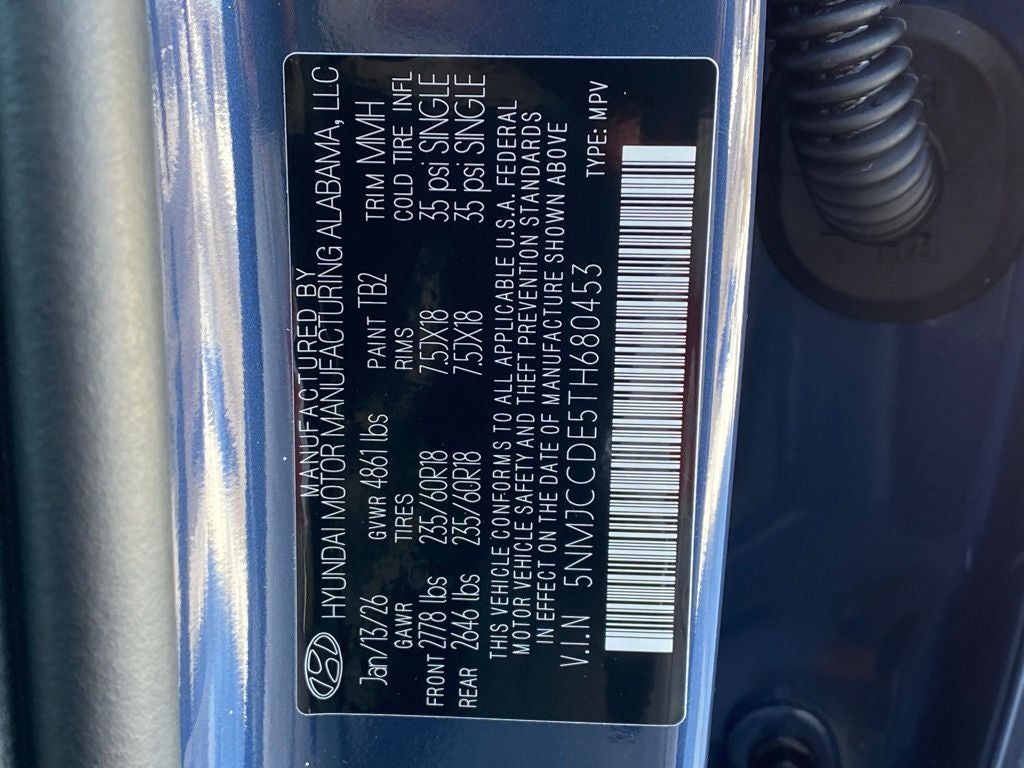 MANUFACTURED BY
HYUNDAI MOTOR MANUFACTURING ALABAMA, LLC
Jan/13/26 GVWR 4861 lbs PAINT TB2 TRIM MMH
GAWR TIRES RIMS COLD TIRE INFL
FRONT 2778 lbs 235/60R18 7.5JX18 35 psi SINGLE
REAR 2646 lbs 235/60R18 7.5JX18 35 psi SINGLE
THIS VEHICLE CONFORMS TO ALL APPLICABLE U.S.A. FEDERAL
MOTOR VEHICLE SAFETY AND THEFT PREVENTION STANDARDS
IN EFFECT ON THE DATE OF MANUFACTURE SHOWN ABOVE
V.I.N 5NMJCCDE5TH680453 TYPE: MPV